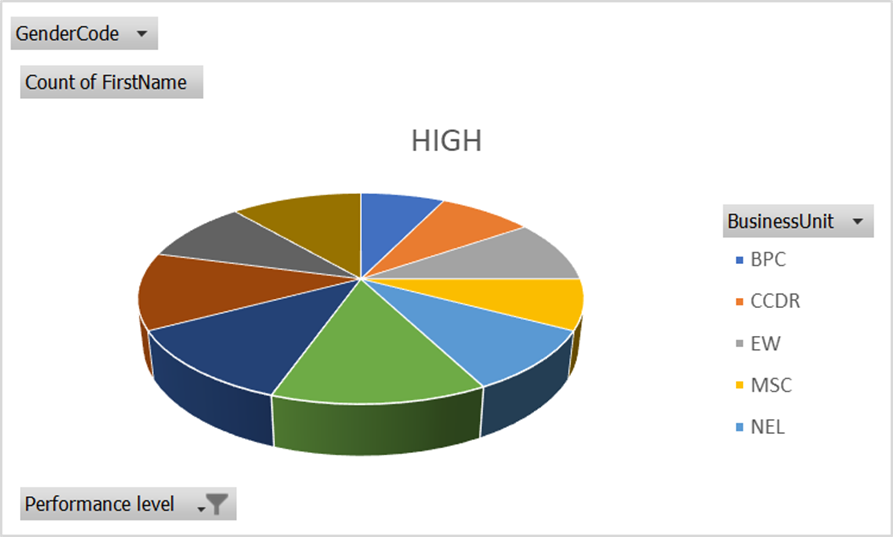 GenderCode
Count of FirstName
HIGH
BusinessUnit
BPC
CCDR
EW
MSC
NEL
Performance level